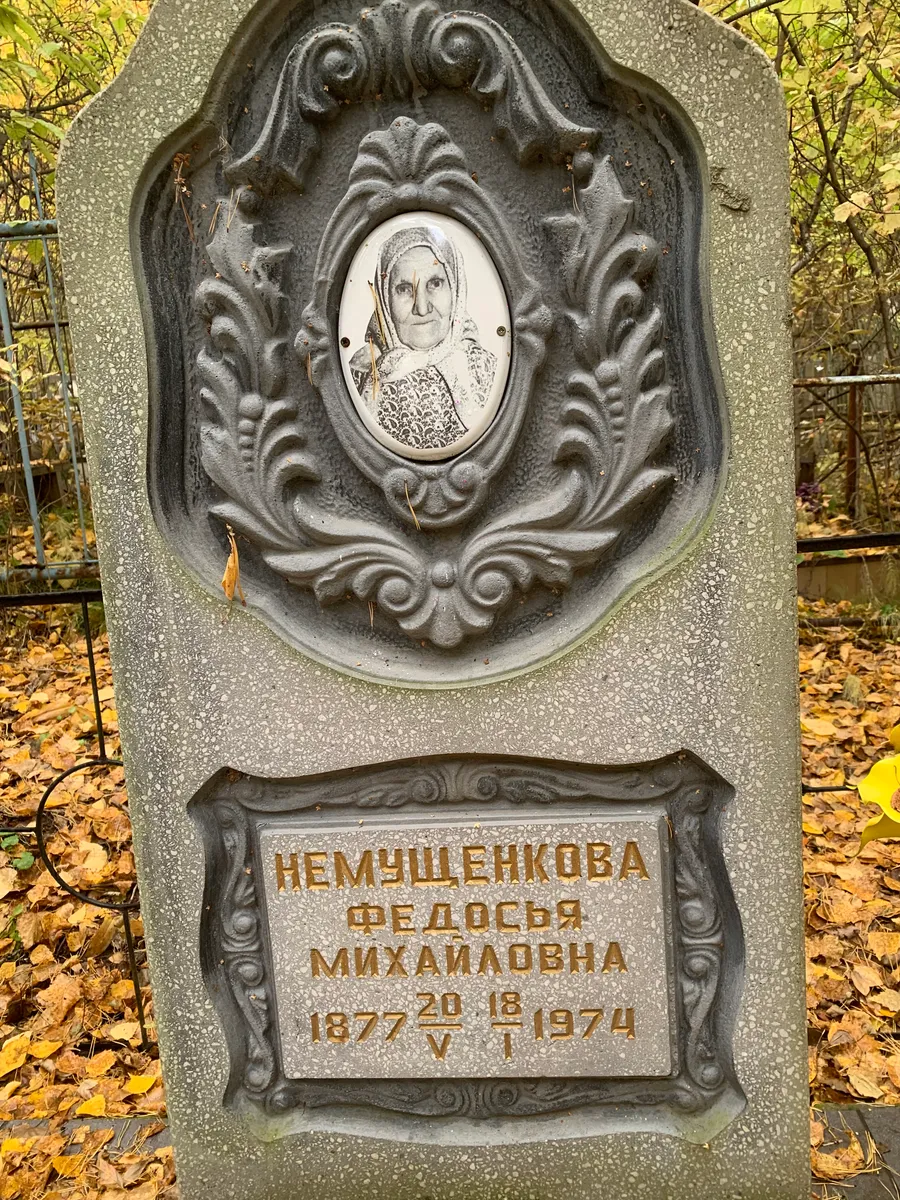 НЕМУЩЕНКОВА
ФЕДОСЬЯ
МИХАЙЛОВНА
1877 20/V 18/I 1974